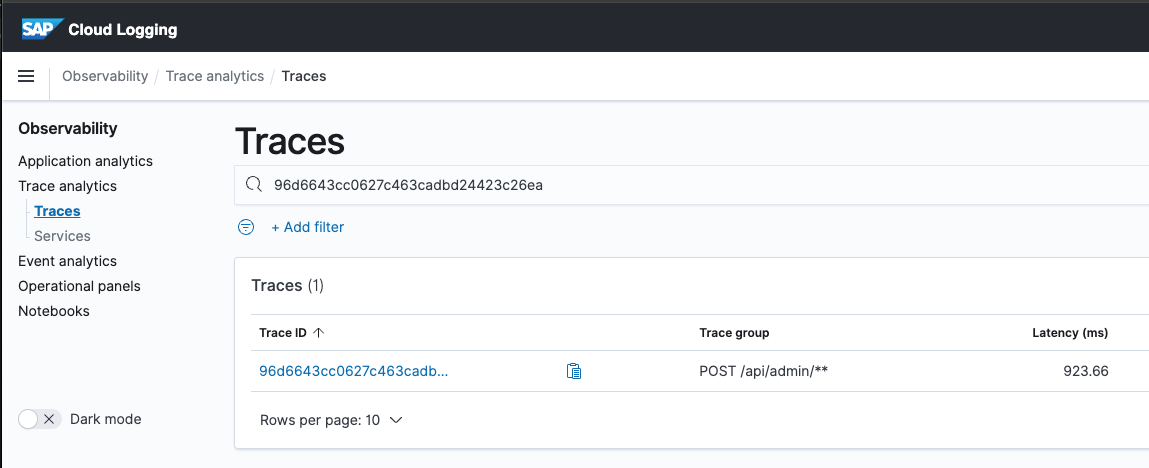 SAP Cloud Logging
Observability / Trace analytics / Traces
Observability
Application analytics
Trace analytics
Traces
Services
Event analytics
Operational panels
Notebooks
Dark mode
Traces
96d6643cc0627c463cadbd24423c26ea
+ Add filter
Traces (1)
Trace ID ↑ Trace group Latency (ms)
96d6643cc0627c463cadb... POST /api/admin/** 923.66
Rows per page: 10